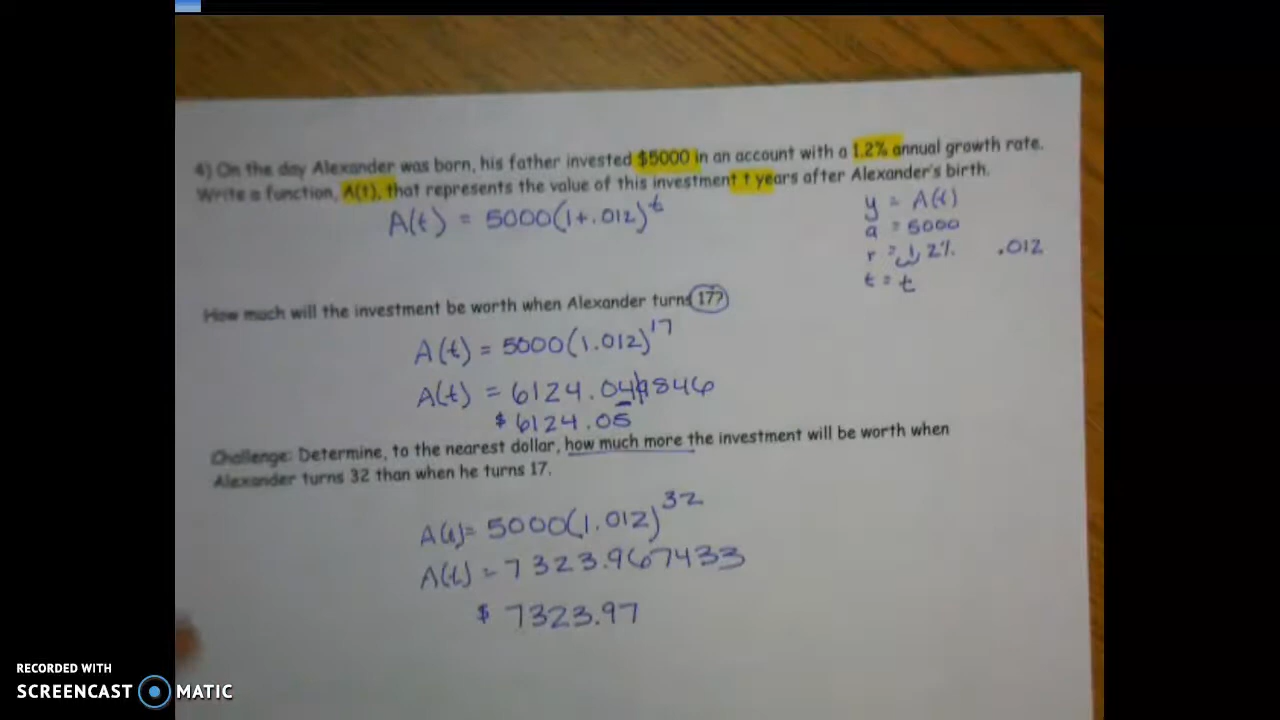 4) On the day Alexander was born, his father invested $5000 in an account with a 1.2% annual growth rate.
Write a function, A(t), that represents the value of this investment t years after Alexander's birth.
A(t) = 5000(1+.012)^t
y = A(t)
a = 5000
r = 1.2% .012
t = t
How much will the investment be worth when Alexander turns 17?
A(t) = 5000(1.012)^17
A(t) = 6124.049846
$6124.05
Challenge: Determine, to the nearest dollar, how much more the investment will be worth when
Alexander turns 32 than when he turns 17.
A(t) = 5000(1.012)^32
A(t) = 7323.967433
$7323.97
RECORDED WITH
SCREENCAST MATIC